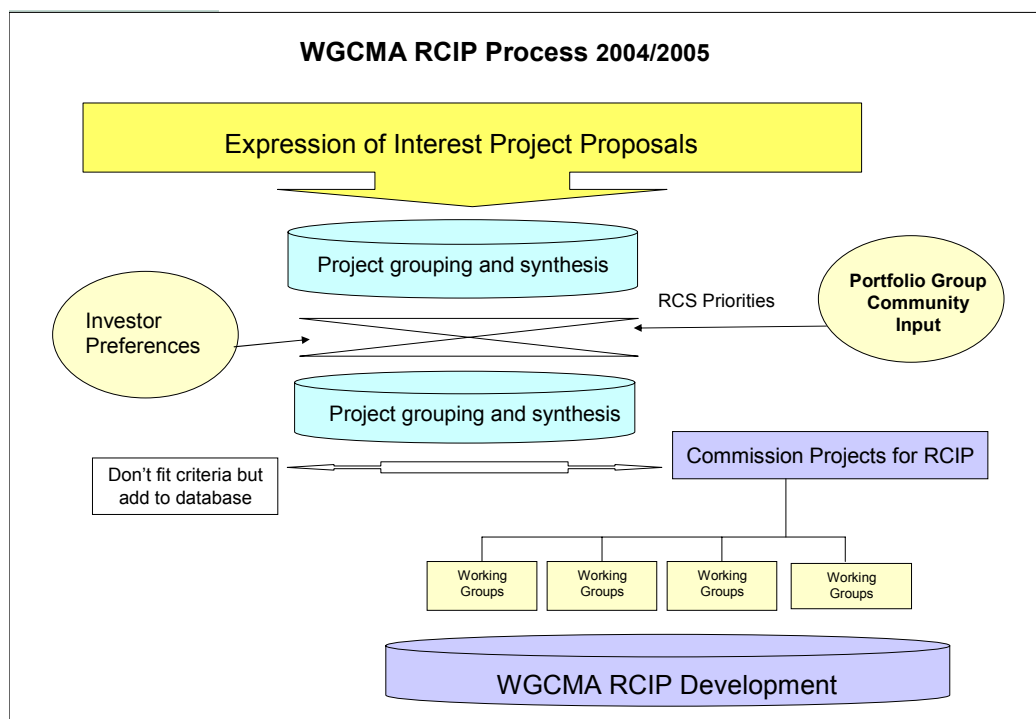 WGCMA RCIP Process 2004/2005
Expression of Interest Project Proposals
Project grouping and synthesis
Investor
Preferences
RCS Priorities
Portfolio Group
Community
Input
Project grouping and synthesis
Don't fit criteria but
add to database
Commission Projects for RCIP
Working
Groups
Working
Groups
Working
Groups
Working
Groups
WGCMA RCIP Development